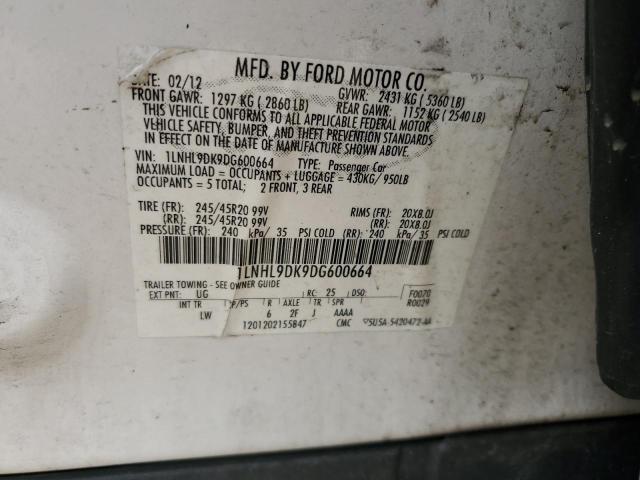 MFD. BY FORD MOTOR CO.
DATE: 02/12 GVWR: 2431 KG ( 5360 LB)
FRONT GAWR: 1297 KG ( 2860 LB) REAR GAWR: 1152 KG ( 2540 LB)
THIS VEHICLE CONFORMS TO ALL APPLICABLE FEDERAL MOTOR
VEHICLE SAFETY, BUMPER, AND THEFT PREVENTION STANDARDS
IN EFFECT ON THE DATE OF MANUFACTURE SHOWN ABOVE
VIN: 1LNHL9DK9DG600664 TYPE: Passenger Car
MAXIMUM LOAD = OCCUPANTS + LUGGAGE = 430KG/ 950LB
OCCUPANTS = 5 TOTAL; 2 FRONT, 3 REAR
TIRE (FR): 245/45R20 99V RIMS (FR): 20X8.0J
(RR): 245/45R20 99V (RR): 20X8.0J
PRESSURE (FR): 240 kPa/ 35 PSI COLD (RR): 240 kPa/ 35 PSI COLD
1LNHL9DK9DG600664
TRAILER TOWING - SEE OWNER GUIDE
EXT PNT: UG RC: 25 DSO: F0070
INT TR TP/PS R AXLE TR SPR R0029
LW 6 2F J AAAA
1201202155847 CMC 5U5A-5420472-AA